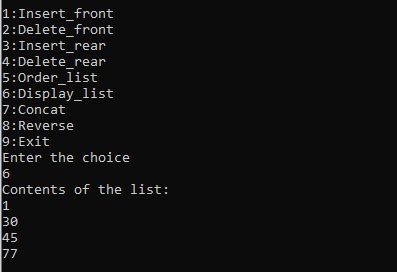 1:Insert_front
2:Delete_front
3:Insert_rear
4:Delete_rear
5:Order_list
6:Display_list
7:Concat
8:Reverse
9:Exit
Enter the choice
6
Contents of the list:
1
30
45
77